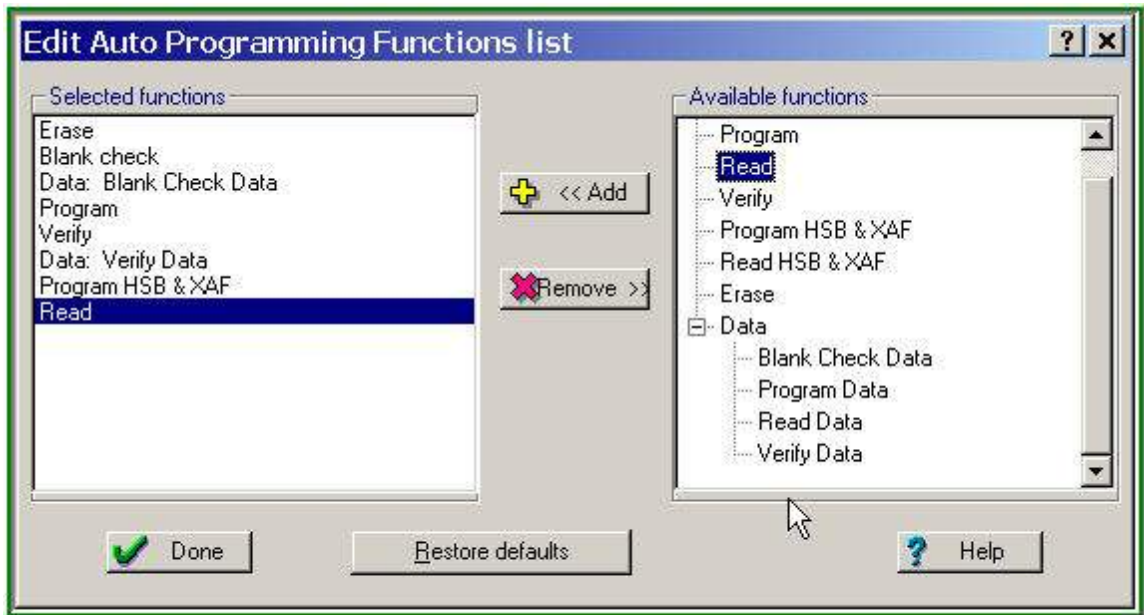 Edit Auto Programming Functions list
Selected functions
Erase
Blank check
Data: Blank Check Data
Program
Verify
Data: Verify Data
Program HSB & XAF
Read
<< Add
Remove >>
Available functions
Program
Read
Verify
Program HSB & XAF
Read HSB & XAF
Erase
Data
Blank Check Data
Program Data
Read Data
Verify Data
Done
Restore defaults
Help